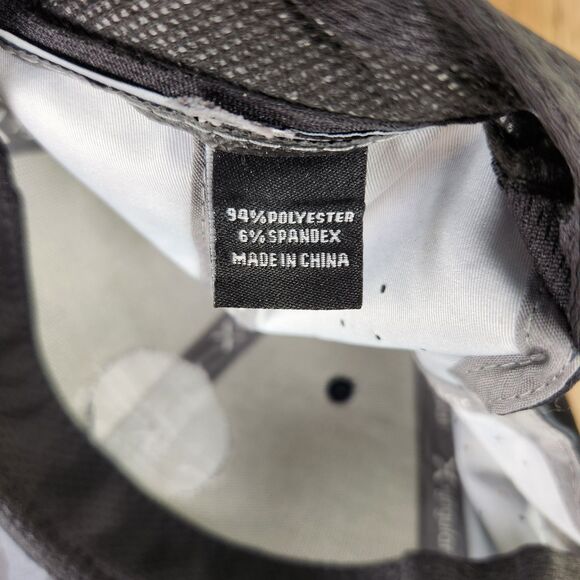 94% POLYESTER
6% SPANDEX
MADE IN CHINA